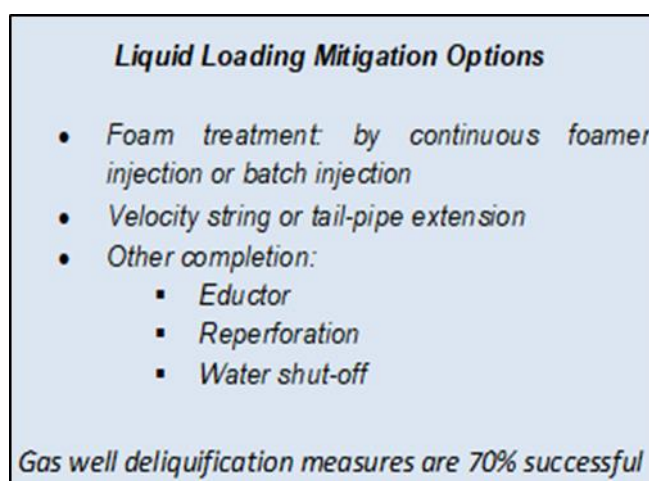 Liquid Loading Mitigation Options
• Foam treatment: by continuous foamer
injection or batch injection
• Velocity string or tail-pipe extension
• Other completion:
▪ Eductor
▪ Reperforation
▪ Water shut-off
Gas well deliquification measures are 70% successful